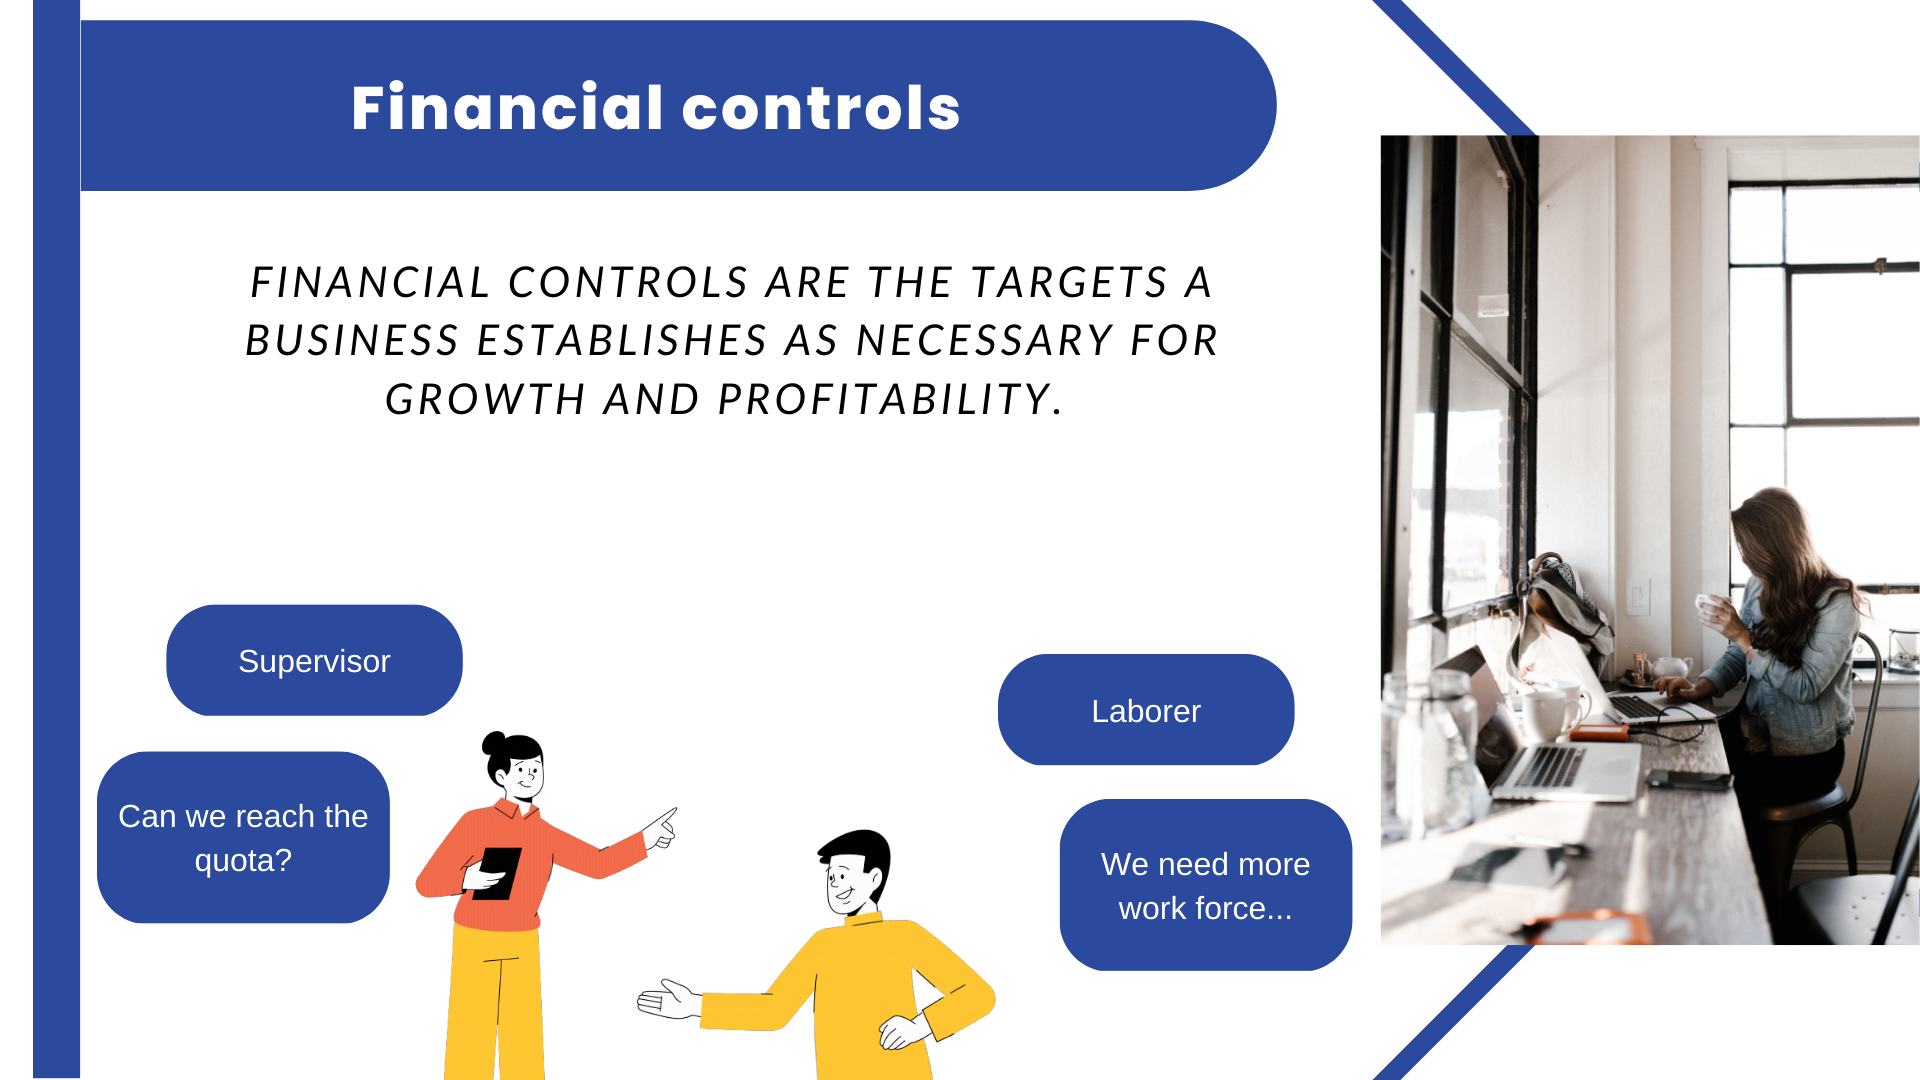 Financial controls
FINANCIAL CONTROLS ARE THE TARGETS A
BUSINESS ESTABLISHES AS NECESSARY FOR
GROWTH AND PROFITABILITY.
Supervisor
Can we reach the
quota?
Laborer
We need more
work force...